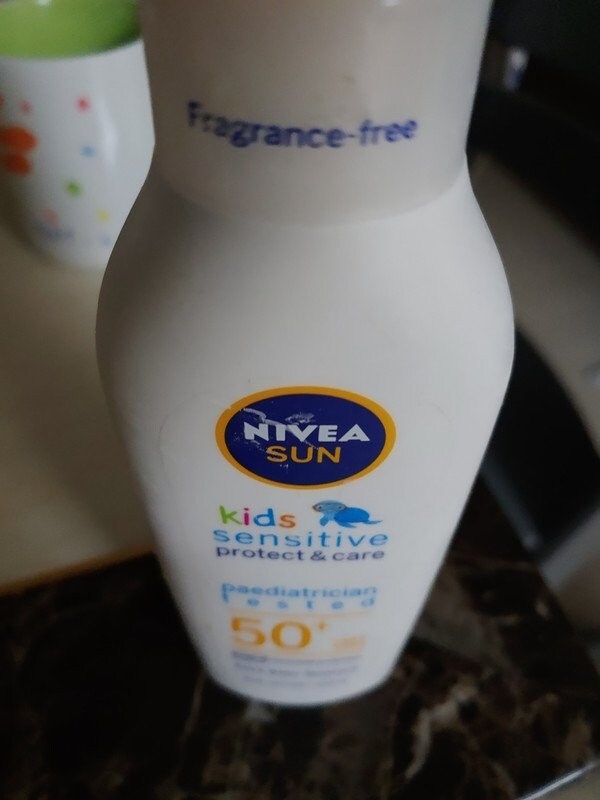 Fragrance-free
NIVEA
SUN
kids
sensitive
protect & care
paediatrician
tested
50+